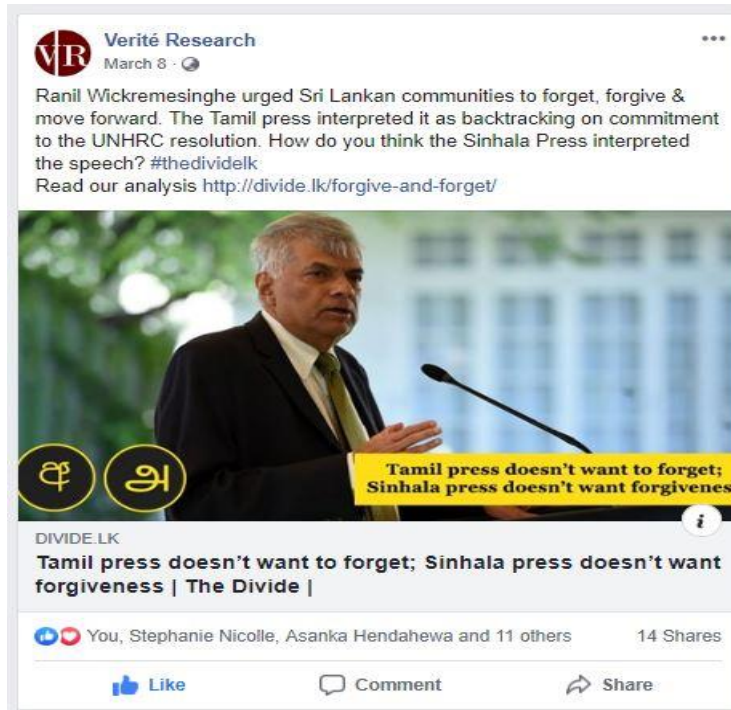 VR
Verité Research
March 8 ·
Ranil Wickremesinghe urged Sri Lankan communities to forget, forgive &
move forward. The Tamil press interpreted it as backtracking on commitment
to the UNHRC resolution. How do you think the Sinhala Press interpreted
the speech? #thedividelk
Read our analysis http://divide.lk/forgive-and-forget/
අ அ
Tamil press doesn't want to forget;
Sinhala press doesn't want forgivenes
i
DIVIDE.LK
Tamil press doesn't want to forget; Sinhala press doesn't want
forgiveness | The Divide |
You, Stephanie Nicolle, Asanka Hendahewa and 11 others 14 Shares
Like Comment Share